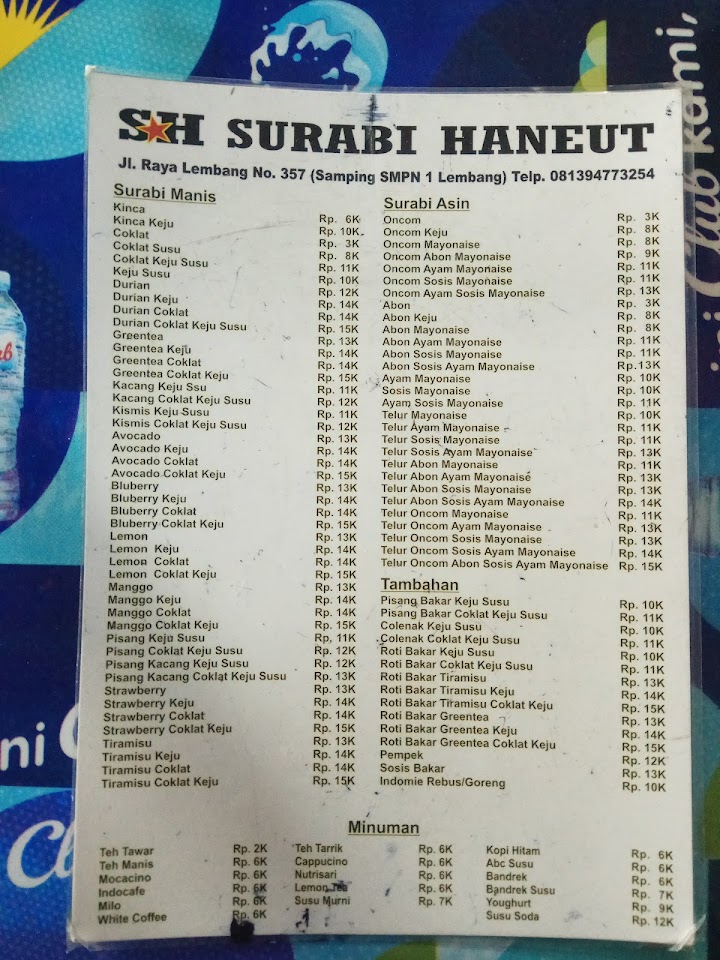 SH SURABI HANEUT
Jl. Raya Lembang No. 357 (Samping SMPN 1 Lembang) Telp. 081394773254
Surabi Manis
Kinca Rp. 6K
Kinca Keju Rp. 10K
Coklat Rp. 3K
Coklat Susu Rp. 8K
Coklat Keju Susu Rp. 11K
Keju Susu Rp. 10K
Durian Rp. 12K
Durian Keju Rp. 14K
Durian Coklat Rp. 14K
Durian Coklat Keju Susu Rp. 15K
Greentea Rp. 13K
Greentea Keju Rp. 14K
Greentea Coklat Rp. 14K
Greentea Coklat Keju Rp. 15K
Kacang Keju Ssu Rp. 11K
Kacang Coklat Keju Susu Rp. 12K
Kismis Keju Susu Rp. 11K
Kismis Coklat Keju Susu Rp. 12K
Avocado Rp. 13K
Avocado Keju Rp. 14K
Avocado Coklat Rp. 14K
Avocado Coklat Keju Rp. 15K
Bluberry Rp. 13K
Bluberry Keju Rp. 14K
Bluberry Coklat Rp. 14K
Bluberry Coklat Keju Rp. 15K
Lemon Rp. 13K
Lemon Keju Rp. 14K
Lemon Coklat Rp. 14K
Lemon Coklat Keju Rp. 15K
Manggo Rp. 13K
Manggo Keju Rp. 14K
Manggo Coklat Rp. 14K
Manggo Coklat Keju Rp. 15K
Pisang Keju Susu Rp, 11K
Pisang Coklat Keju Susu Rp. 12K
Pisang Kacang Keju Susu Rp. 12K
Pisang Kacang Coklat Keju Susu Rp. 13K
Strawberry Rp. 13K
Strawberry Keju Rp. 14K
Strawberry Coklat Rp. 14K
Strawberry Coklat Keju Rp. 15K
Tiramisu Rp. 13K
Tiramisu Keju Rp. 14K
Tiramisu Coklat Rp. 14K
Tiramisu Coklat Keju Rp. 15K
Surabi Asin
Oncom Rp. 3K
Oncom Keju Rp. 8K
Oncom Mayonaise Rp. 8K
Oncom Abon Mayonaise Rp. 9K
Oncom Ayam Mayonaise Rp. 11K
Oncom Sosis Mayonaise Rp. 11K
Oncom Ayam Sosis Mayonaise Rp. 13K
Abon Rp. 3K
Abon Keju Rp. 8K
Abon Mayonaise Rp. 8K
Abon Ayam Mayonaise Rp. 11K
Abon Sosis Mayonaise Rp. 11K
Abon Ayam Sosis Mayonaise Rp.13K
Ayam Mayonaise Rp. 10K
Sosis Mayonaise Rp. 10K
Ayam Sosis Mayonaise Rp. 11K
Telur Mayonaise Rp. 10K
Telur Ayam Mayonaise Rp. 11K
Telur Sosis Mayonaise Rp. 11K
Telur Sosis Ayam Mayonaise Rp. 13K
Telur Abon Mayonaise Rp. 11K
Telur Abon Ayam Mayonaise Rp. 13K
Telur Abon Sosis Mayonaise Rp. 13K
Telur Abon Sosis Ayam Mayonaise Rp. 14K
Telur Oncom Mayonaise Rp. 11K
Telur Oncom Ayam Mayonaise Rp. 13K
Telur Oncom Sosis Mayonaise Rp. 13K
Telur Oncom Sosis Ayam Mayonaise Rp. 14K
Telur Oncom Abon Sosis Ayam Mayonaise Rp. 15K
Tambahan
Pisang Bakar Keju Susu Rp. 10K
Pisang Bakar Coklat Keju Susu Rp. 11K
Colenak Keju Susu Rp. 10K
Colenak Coklat Keju Susu Rp. 11K
Roti Bakar Keju Susu Rp. 10K
Roti Bakar Coklat Keju Susu Rp. 11K
Roti Bakar Tiramisu Rp. 13K
Roti Bakar Tiramisu Keju Rp. 14K
Roti Bakar Tiramisu Coklat Keju Rp. 15K
Roti Bakar Greentea Rp. 13K
Roti Bakar Greentea Keju Rp. 14K
Roti Bakar Greentea Coklat Keju Rp. 15K
Pempek Rp. 12K
Sosis Bakar Rp. 13K
Indomie Rebus/Goreng Rp. 10K
Minuman
Teh Tawar Rp. 2K
Teh Manis Rp. 6K
Mocacino Rp. 6K
Indocafe Rp. 6K
Milo Rp. 6K
White Coffee Rp. 6K
Teh Tarrik Rp. 6K
Cappucino Rp. 6K
Nutrisari Rp. 6K
Lemon Tea Rp. 6K
Susu Murni Rp. 7K
Kopi Hitam Rp. 6K
Abc Susu Rp. 6K
Bandrek Rp. 6K
Bandrek Susu Rp. 7K
Youghurt Rp. 9K
Susu Soda Rp. 12K
Club kami,
ni